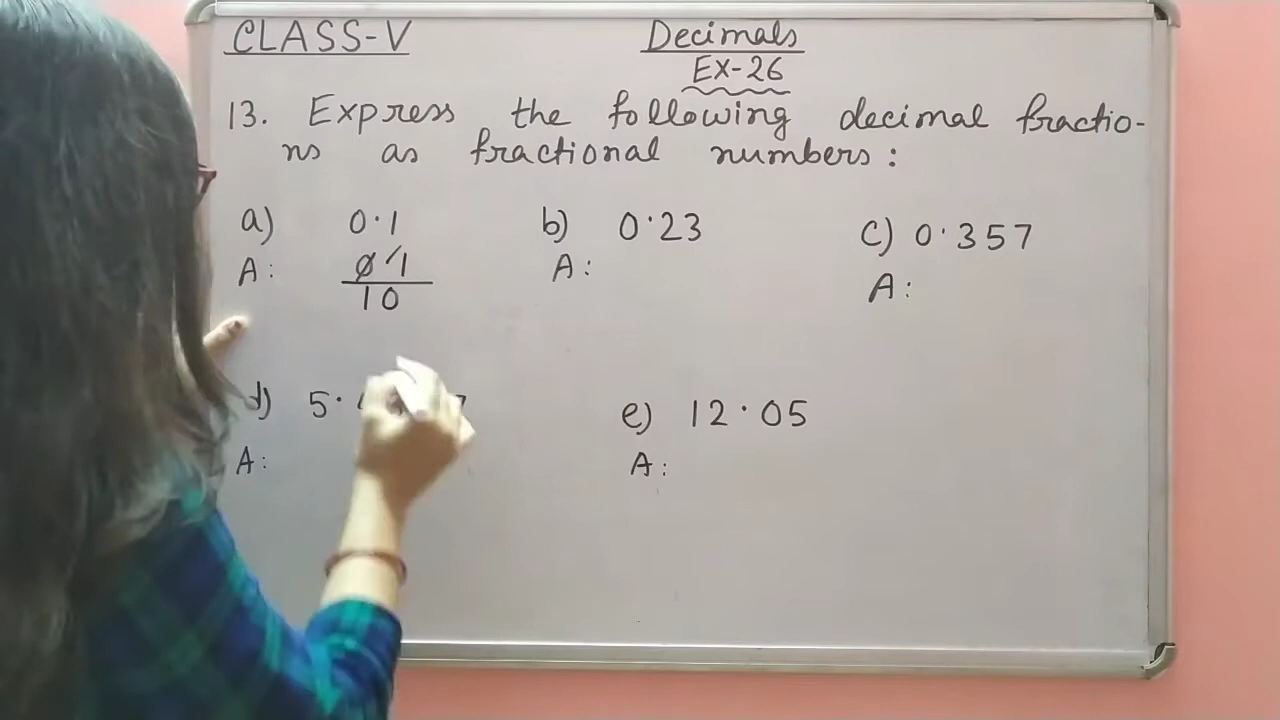 CLASS-V Decimals
EX-26
13. Express the following decimal fractio-
ns as fractional numbers:
a) 0.1 b) 0.23 c) 0.357
A: 0 1 A: A:
10
d) 5. e) 12.05
A: A: